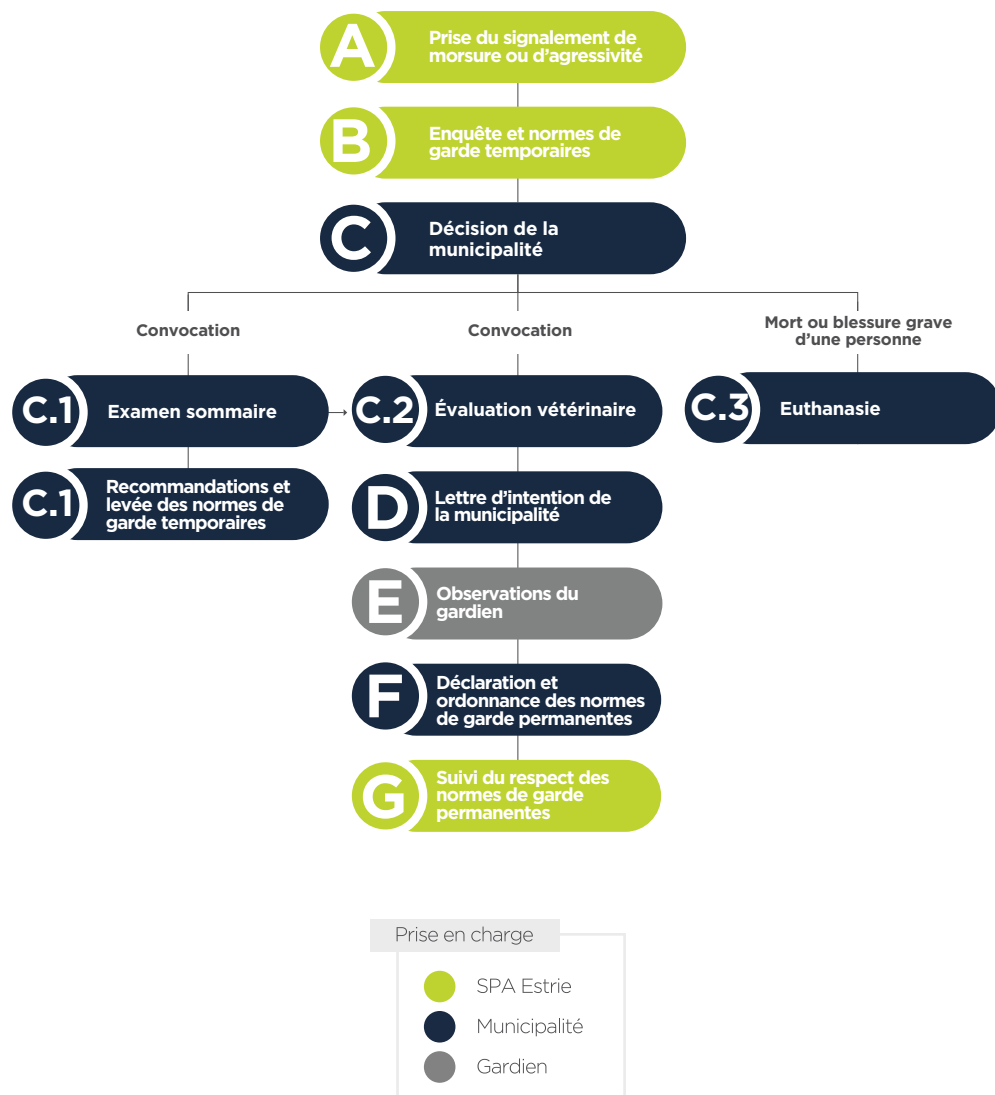 A
Prise du signalement de
morsure ou d'agressivité
B
Enquête et normes de
garde temporaires
C
Décision de la
municipalité
Convocation
Convocation
Mort ou blessure grave
d'une personne
C.1
Examen sommaire
C.2
Évaluation vétérinaire
C.3
Euthanasie
C.1
Recommandations et
levée des normes de
garde temporaires
D
Lettre d'intention de
la municipalité
E
Observations du
gardien
F
Déclaration et
ordonnance des normes
de garde permanentes
G
Suivi du respect des
normes de garde
permanentes
Prise en charge
SPA Estrie
Municipalité
Gardien